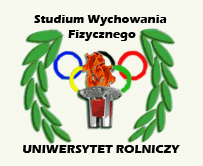 Studium Wychowania
Fizycznego
UNIWERSYTET ROLNICZY